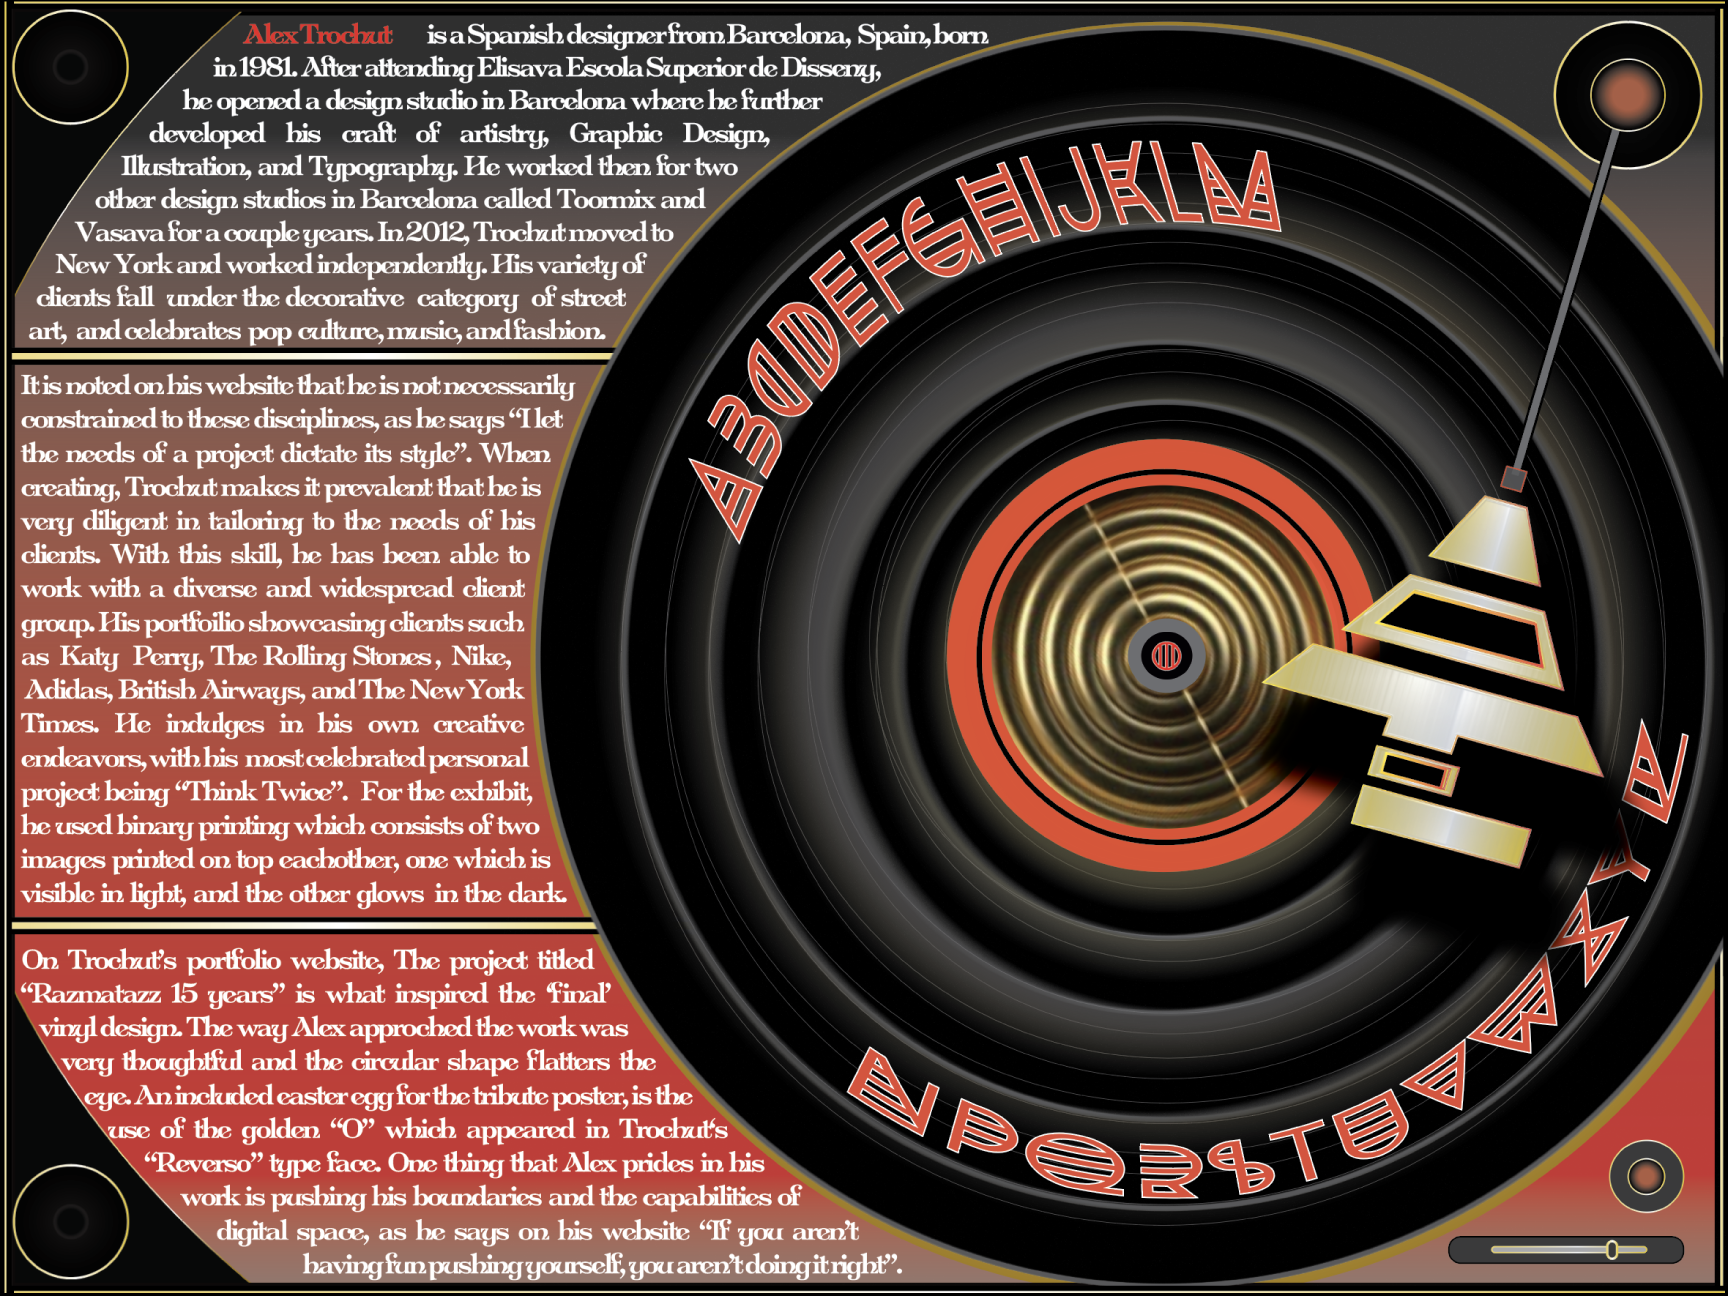 Alex Trochut is a Spanish designer from Barcelona, Spain, born
in 1981. After attending Elisava Escola Superior de Disseny,
he opened a design studio in Barcelona where he further
developed his craft of artistry, Graphic Design,
Illustration, and Typography. He worked then for two
other design studios in Barcelona called Toormix and
Vasava for a couple years. In 2012, Trochut moved to
New York and worked independently. His variety of
clients fall under the decorative category of street
art, and celebrates pop culture, music, and fashion.
It is noted on his website that he is not necessarily
constrained to these disciplines, as he says “I let
the needs of a project dictate its style”. When
creating, Trochut makes it prevalent that he is
very diligent in tailoring to the needs of his
clients. With this skill, he has been able to
work with a diverse and widespread client
group. His portfoilio showcasing clients such
as Katy Perry, The Rolling Stones, Nike,
Adidas, British Airways, and The New York
Times. He indulges in his own creative
endeavors, with his most celebrated personal
project being “Think Twice”. For the exhibit,
he used binary printing which consists of two
images printed on top eachother, one which is
visible in light, and the other glows in the dark.
On Trochut's portfolio website, The project titled
“Razmatazz 15 years” is what inspired the ‘final’
vinyl design. The way Alex approched the work was
very thoughtful and the circular shape flatters the
eye. An included easter egg for the tribute poster, is the
use of the golden “O” which appeared in Trochut‘s
“Reverso” type face. One thing that Alex prides in his
work is pushing his boundaries and the capabilities of
digital space, as he says on his website “If you aren't
having fun pushing yourself, you aren't doing it right”.
ABCDEFGHIJKLM
NPQRSTUVWXYZ